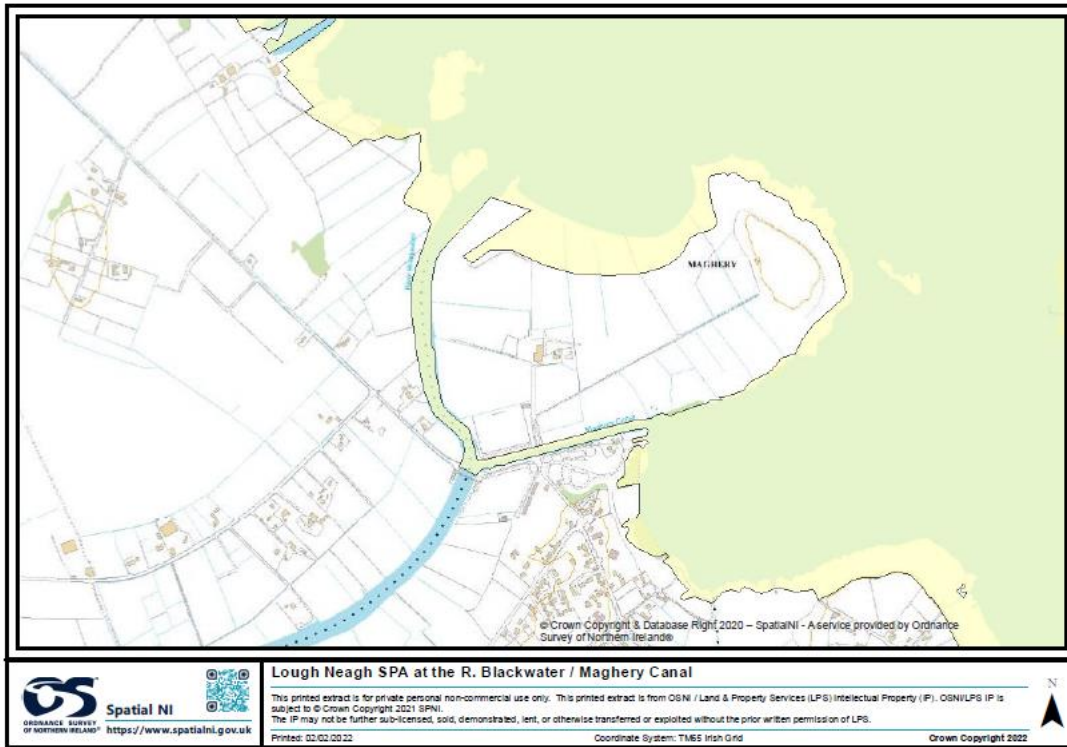 MAGHERY
Maghery Canal
© Crown Copyright & Database Right 2020 – SpatialNI - A service provided by Ordnance
Survey of Northern Ireland®
OS
ORDNANCE SURVEY
OF NORTHERN IRELAND®
Spatial NI
https://www.spatialni.gov.uk
Lough Neagh SPA at the R. Blackwater / Maghery Canal
This printed extract is for private personal non-commercial use only. This printed extract is from OSNI / Land & Property Services (LPS) Intellectual Property (IP). OSNI/LPS IP is
subject to © Crown Copyright 2021 SPNI.
The IP may not be further sub-licensed, sold, demonstrated, lent, or otherwise transferred or exploited without the prior written permission of LPS.
Printed: 02/02/2022
Coordinate System: TM65 Irish Grid
Crown Copyright 2022
N